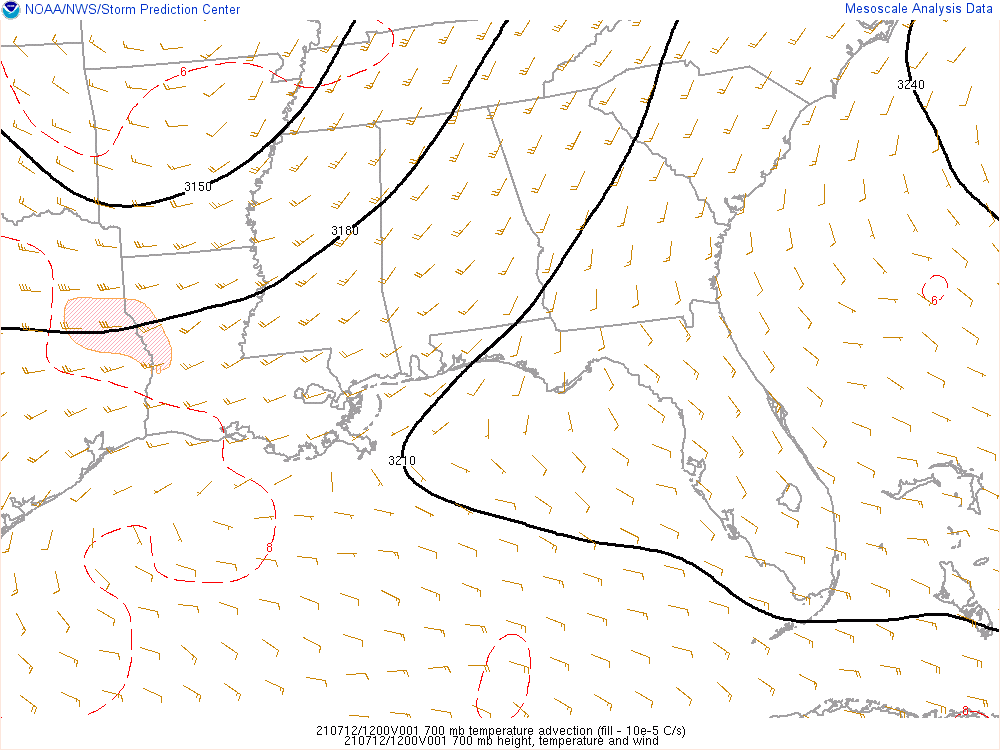 NOAA/NWS/Storm Prediction Center
Mesoscale Analysis Data
6
3240
3150
3180
6
3210
8
8
210712/1200V001 700 mb temperature advection (fill - 10e-5 C/s)
210712/1200V001 700 mb height, temperature and wind